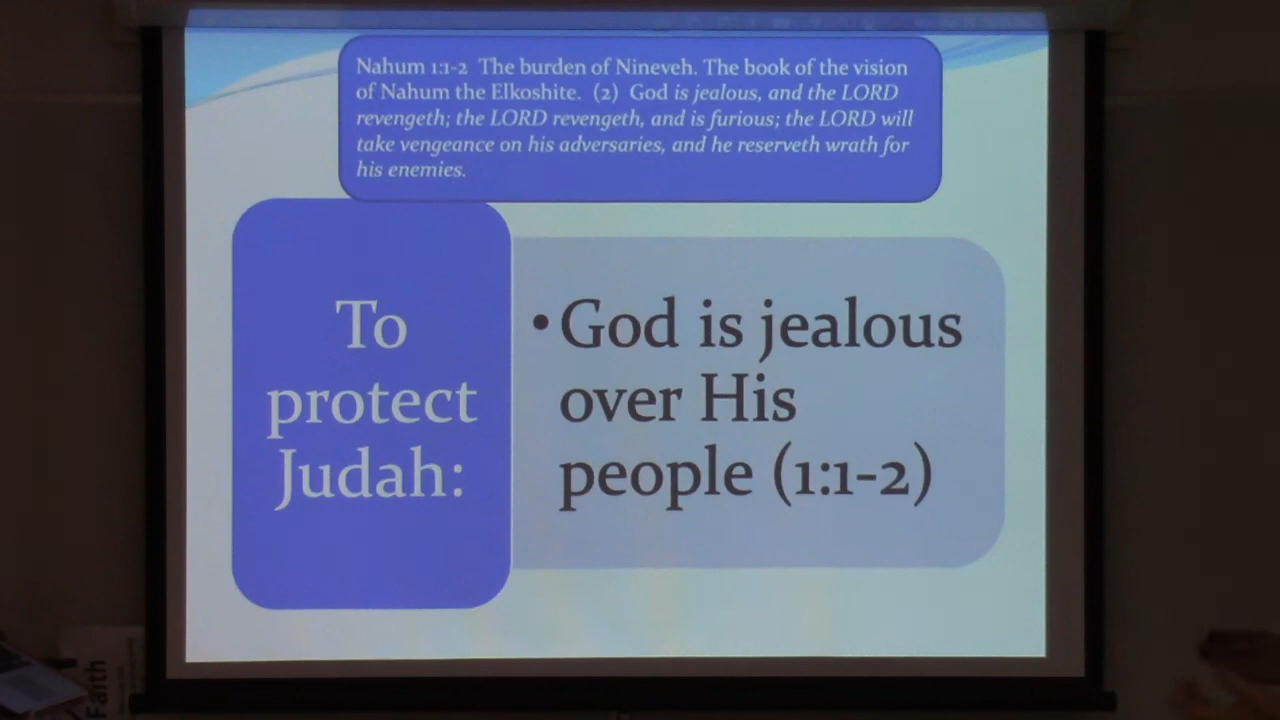 Nahum 1:1-2 The burden of Nineveh. The book of the vision
of Nahum the Elkoshite. (2) God is jealous, and the LORD
revengeth; the LORD revengeth, and is furious; the LORD will
take vengeance on his adversaries, and he reserveth wrath for
his enemies.
To
protect
Judah:
• God is jealous
over His
people (1:1-2)
Faith